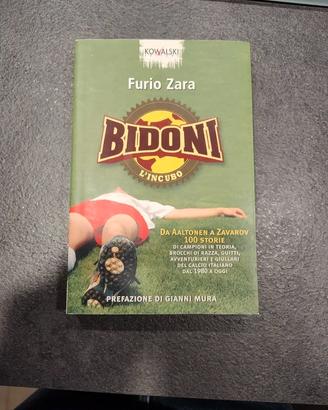 KOWALSKI
Furio Zara
BIDONI
L'INCUBO
DA AALTONEN A ZAVAROV
100 STORIE
DI CAMPIONI IN TEORIA,
BROCCHI DI RAZZA, GUITTI,
AVVENTURIERI E GIULLARI
DEL CALCIO ITALIANO
DAL 1980 A OGGI
PREFAZIONE DI GIANNI MURA